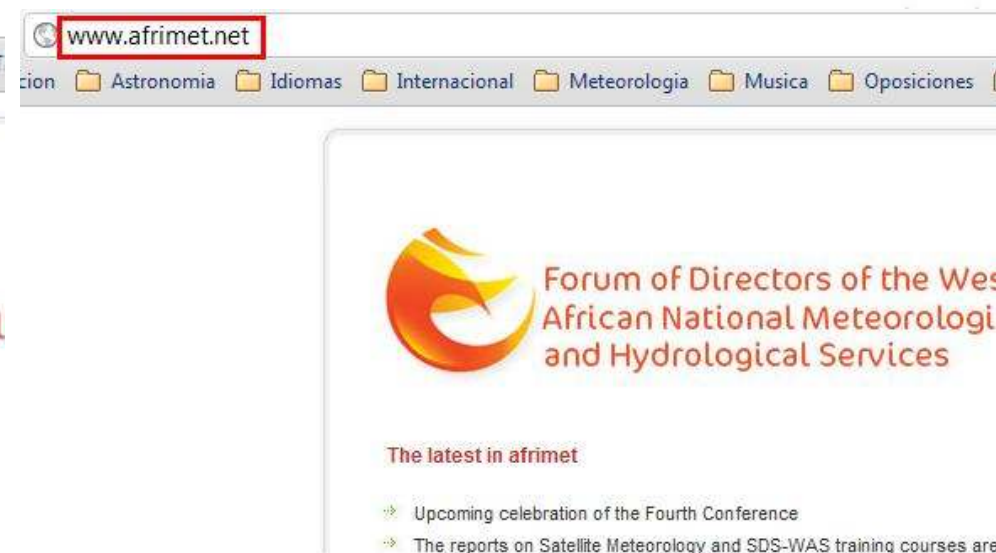 www.afrimet.net
cion Astronomia Idiomas Internacional Meteorologia Musica Oposiciones
Forum of Directors of the Wes
African National Meteorologi
and Hydrological Services
The latest in afrimet
Upcoming celebration of the Fourth Conference
The reports on Satellite Meteorology and SDS-WAS training courses are